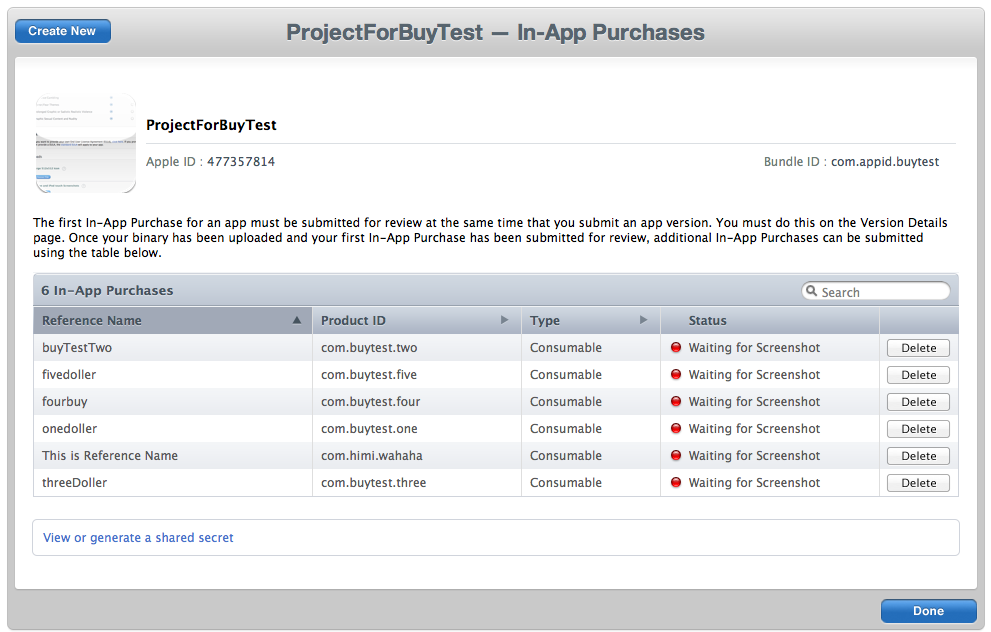 Create New
ProjectForBuyTest — In-App Purchases
ProjectForBuyTest
Apple ID : 477357814
Bundle ID : com.appid.buytest
The first In-App Purchase for an app must be submitted for review at the same time that you submit an app version. You must do this on the Version Details
page. Once your binary has been uploaded and your first In-App Purchase has been submitted for review, additional In-App Purchases can be submitted
using the table below.
6 In-App Purchases
Search
Reference Name Product ID Type Status
buyTestTwo com.buytest.two Consumable Waiting for Screenshot Delete
fivedoller com.buytest.five Consumable Waiting for Screenshot Delete
fourbuy com.buytest.four Consumable Waiting for Screenshot Delete
onedoller com.buytest.one Consumable Waiting for Screenshot Delete
This is Reference Name com.himi.wahaha Consumable Waiting for Screenshot Delete
threeDoller com.buytest.three Consumable Waiting for Screenshot Delete
View or generate a shared secret
Done